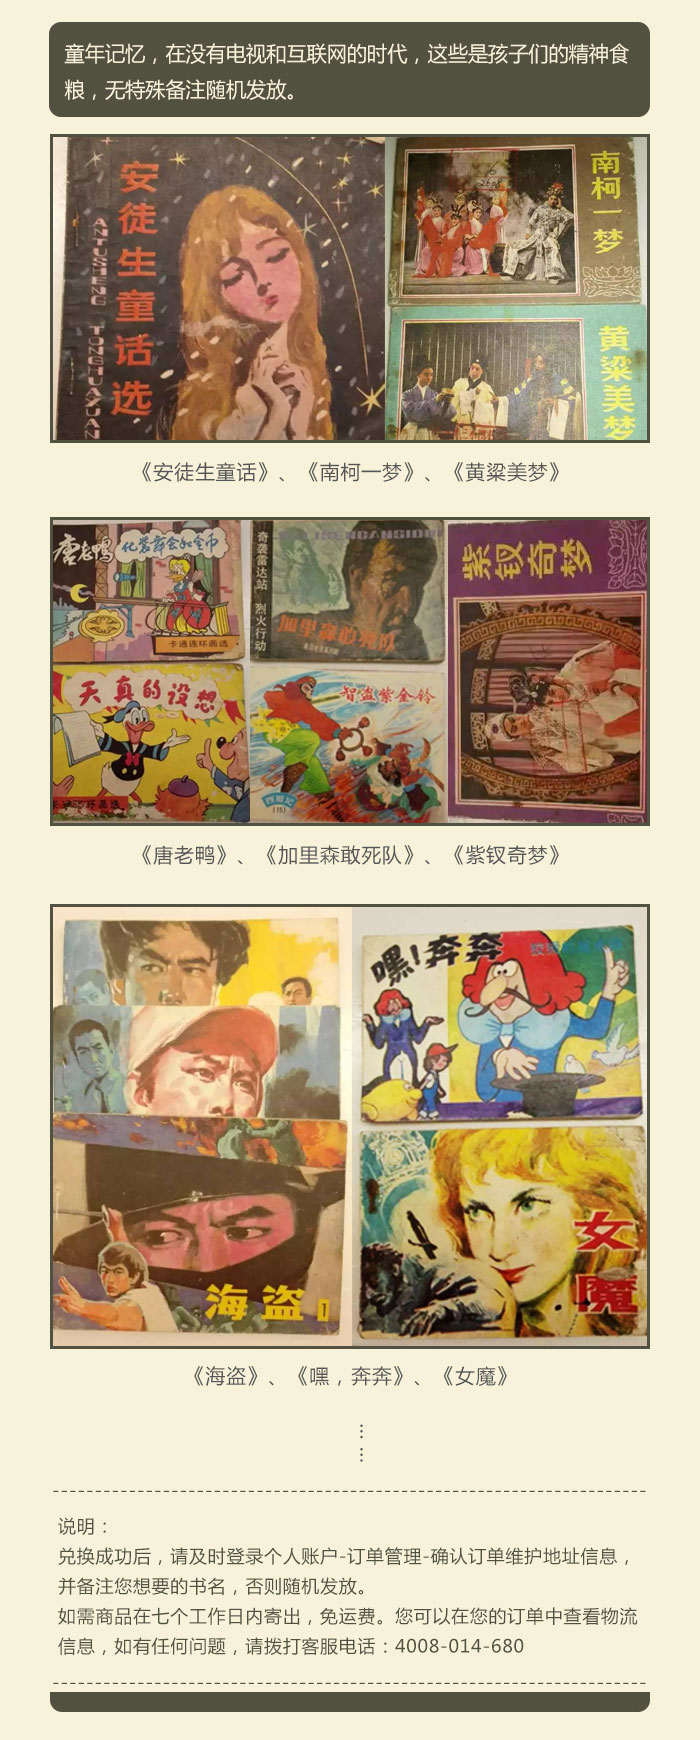 童年记忆，在没有电视和互联网的时代，这些是孩子们的精神食
粮，无特殊备注随机发放。
安徒生童话选
ANTUSHENG TONGHUAXUAN
南柯一梦
黄粱美梦
《安徒生童话》、《南柯一梦》、《黄粱美梦》
唐老鸭
化装舞会和金币
卡通连环画选
奇袭雷达站 烈火行动
加里森敢死队
紫钗奇梦
天真的设想
智盗紫金铃
西游记
(15)
《唐老鸭》、《加里森敢死队》、《紫钗奇梦》
嘿！奔奔
海盗 1
女魔
《海盗》、《嘿，奔奔》、《女魔》
说明：
兑换成功后，请及时登录个人账户-订单管理-确认订单维护地址信息，
并备注您想要的书名，否则随机发放。
如需商品在七个工作日内寄出，免运费。您可以在您的订单中查看物流
信息，如有任何问题，请拨打客服电话：4008-014-680